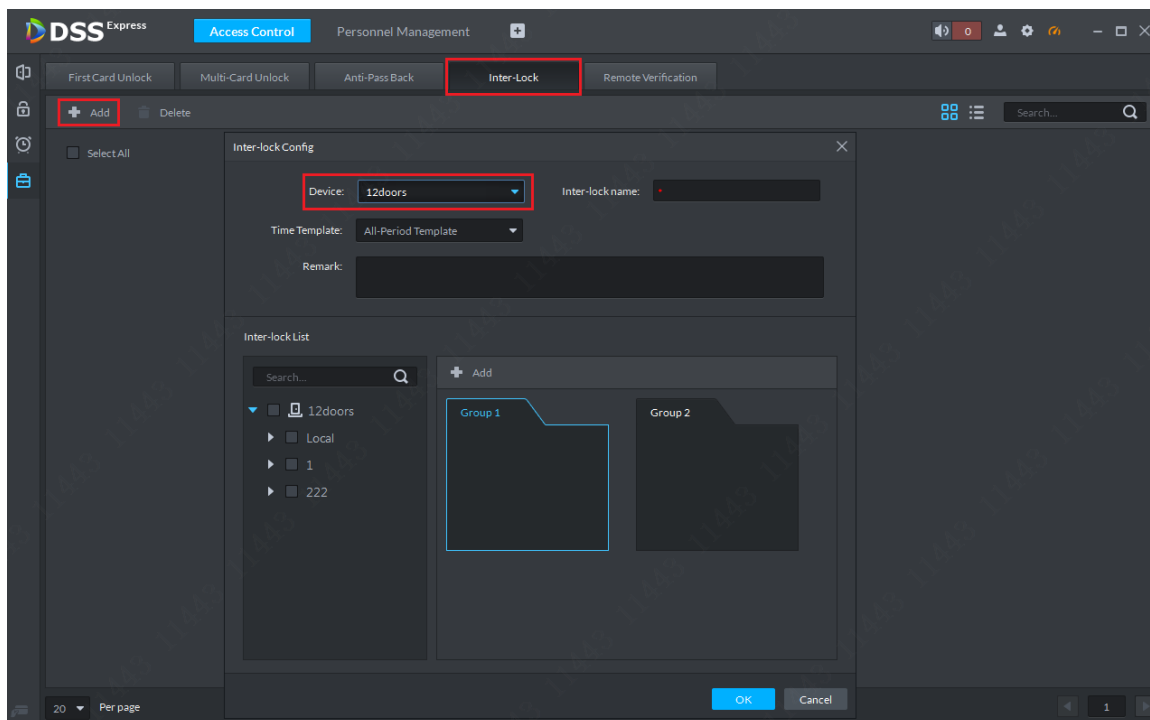 DSS Express Access Control Personnel Management 0
First Card Unlock Multi-Card Unlock Anti-Pass Back Inter-Lock Remote Verification
Add Delete Search...
Select All
Inter-lock Config
Device: 12doors Inter-lock name: *
Time Template: All-Period Template
Remark:
Inter-lock List
Search... Add
12doors
Group 1 Group 2
Local
1
222
OK Cancel
20 Per page 1
11443